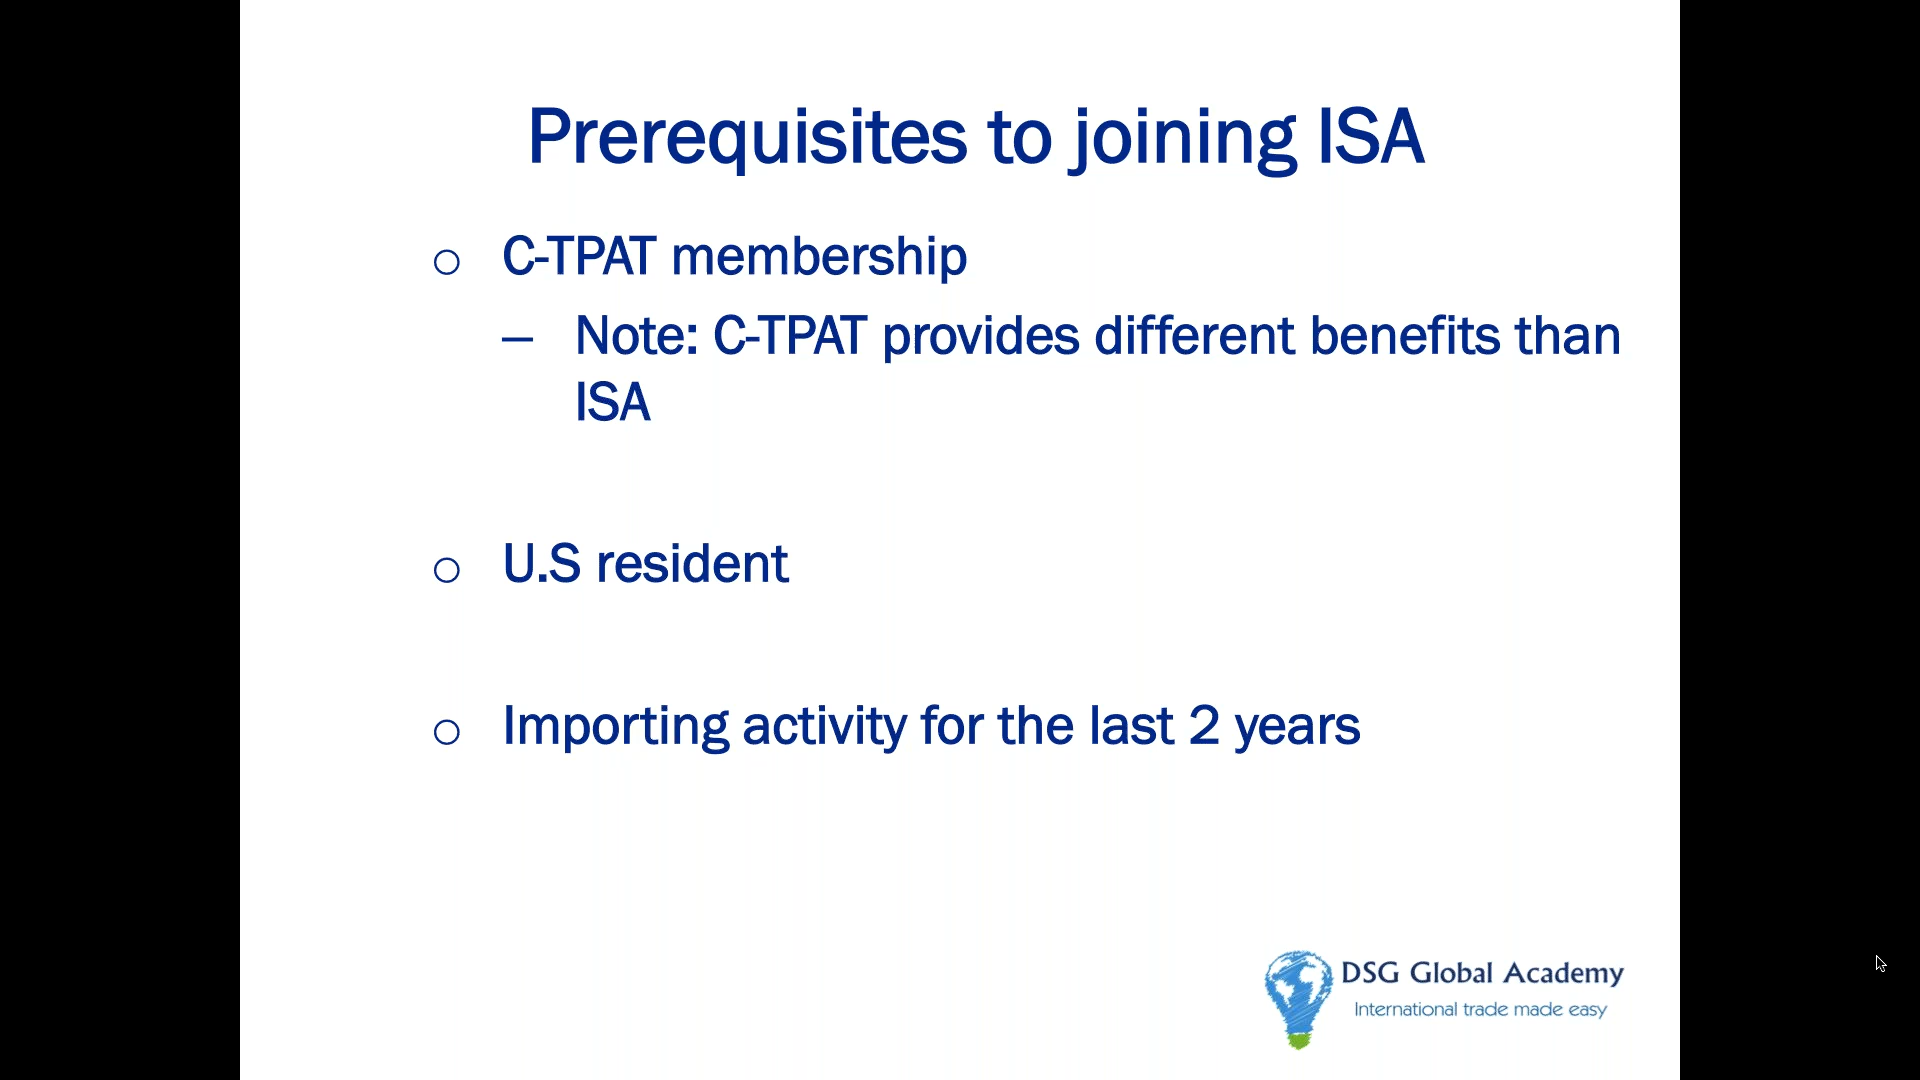 Prerequisites to joining ISA
○ C-TPAT membership
– Note: C-TPAT provides different benefits than
ISA
○ U.S resident
○ Importing activity for the last 2 years
DSG Global Academy
International trade made easy